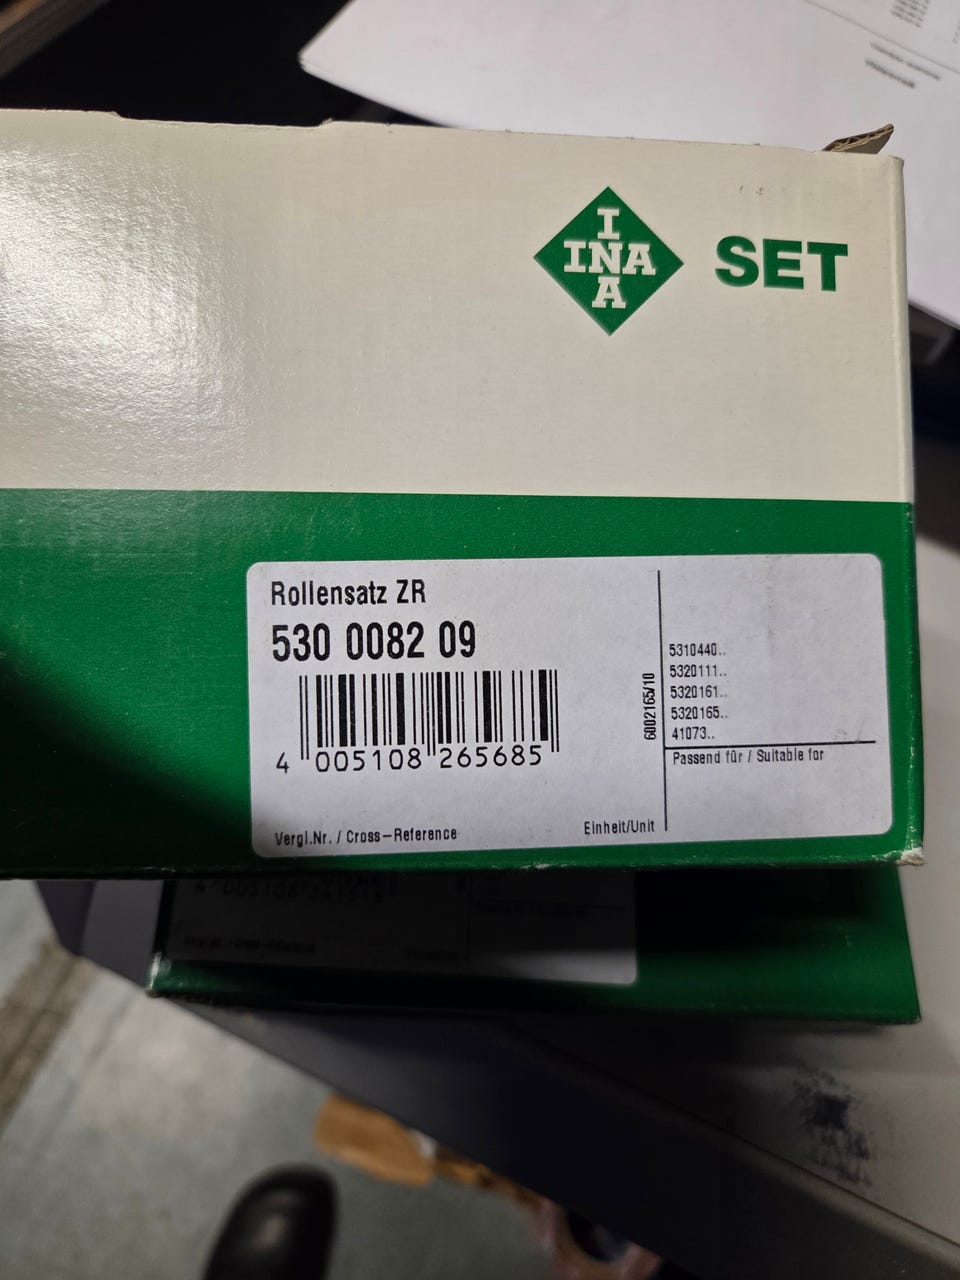 INA
INA
SET
Rollensatz ZR
530 0082 09
4 005108 265685
Vergl.Nr. / Cross-Reference
Einheit/Unit
6002165/10
5310440..
5320111..
5320161..
5320165..
41073..
Passend für / Suitable for